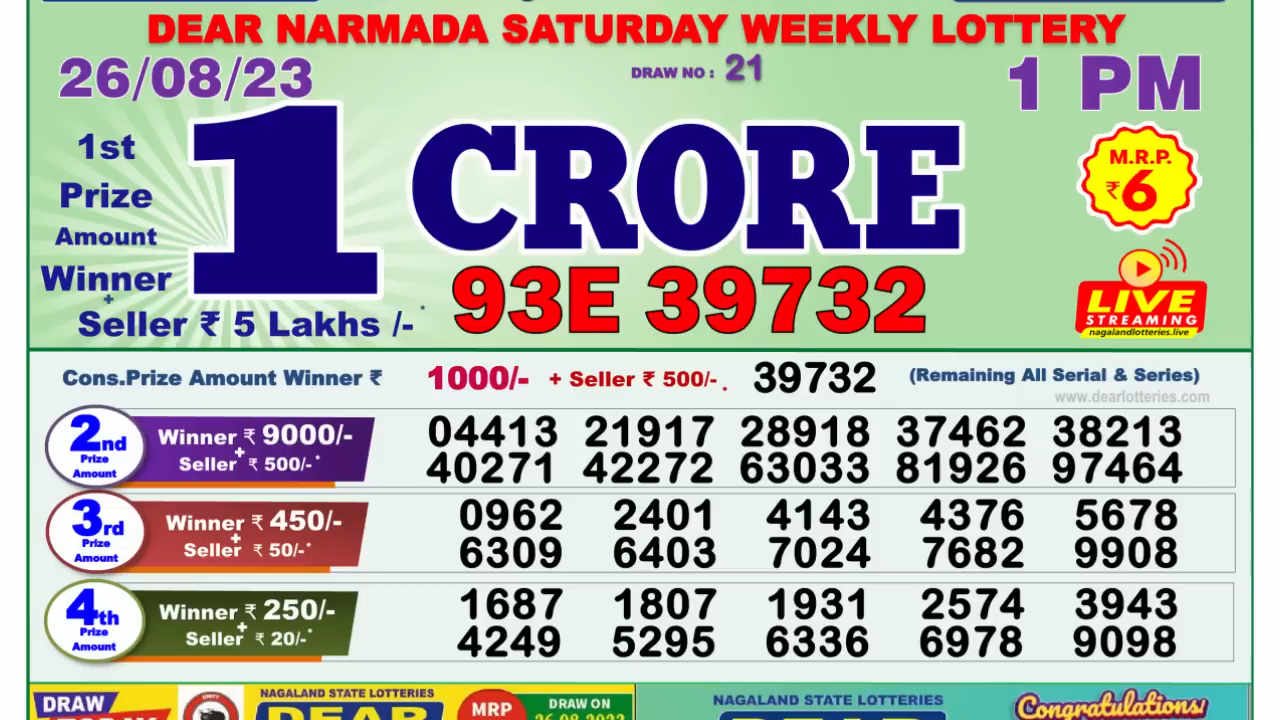 DEAR NARMADA SATURDAY WEEKLY LOTTERY
26/08/23
DRAW NO : 21
1 PM
1st
Prize
Amount
Winner
+
Seller ₹ 5 Lakhs /-
1 CRORE
93E 39732
M.R.P.
₹6
LIVE
STREAMING
nagalandlotteries.live
Cons.Prize Amount Winner ₹ 1000/- + Seller ₹ 500/- . 39732 (Remaining All Serial & Series)
www.dearlotteries.com
2nd
Prize
Amount
Winner ₹ 9000/-
+
Seller ₹ 500/-*
04413 21917 28918 37462 38213
40271 42272 63033 81926 97464
3rd
Prize
Amount
Winner ₹ 450/-
+
Seller ₹ 50/-*
0962 2401 4143 4376 5678
6309 6403 7024 7682 9908
4th
Prize
Amount
Winner ₹ 250/-
+
Seller ₹ 20/-*
1687 1807 1931 2574 3943
4249 5295 6336 6978 9098
DRAW
NAGALAND STATE LOTTERIES
DEAR
MRP
DRAW ON
26.08.2023
NAGALAND STATE LOTTERIES
DEAR
Congratulations